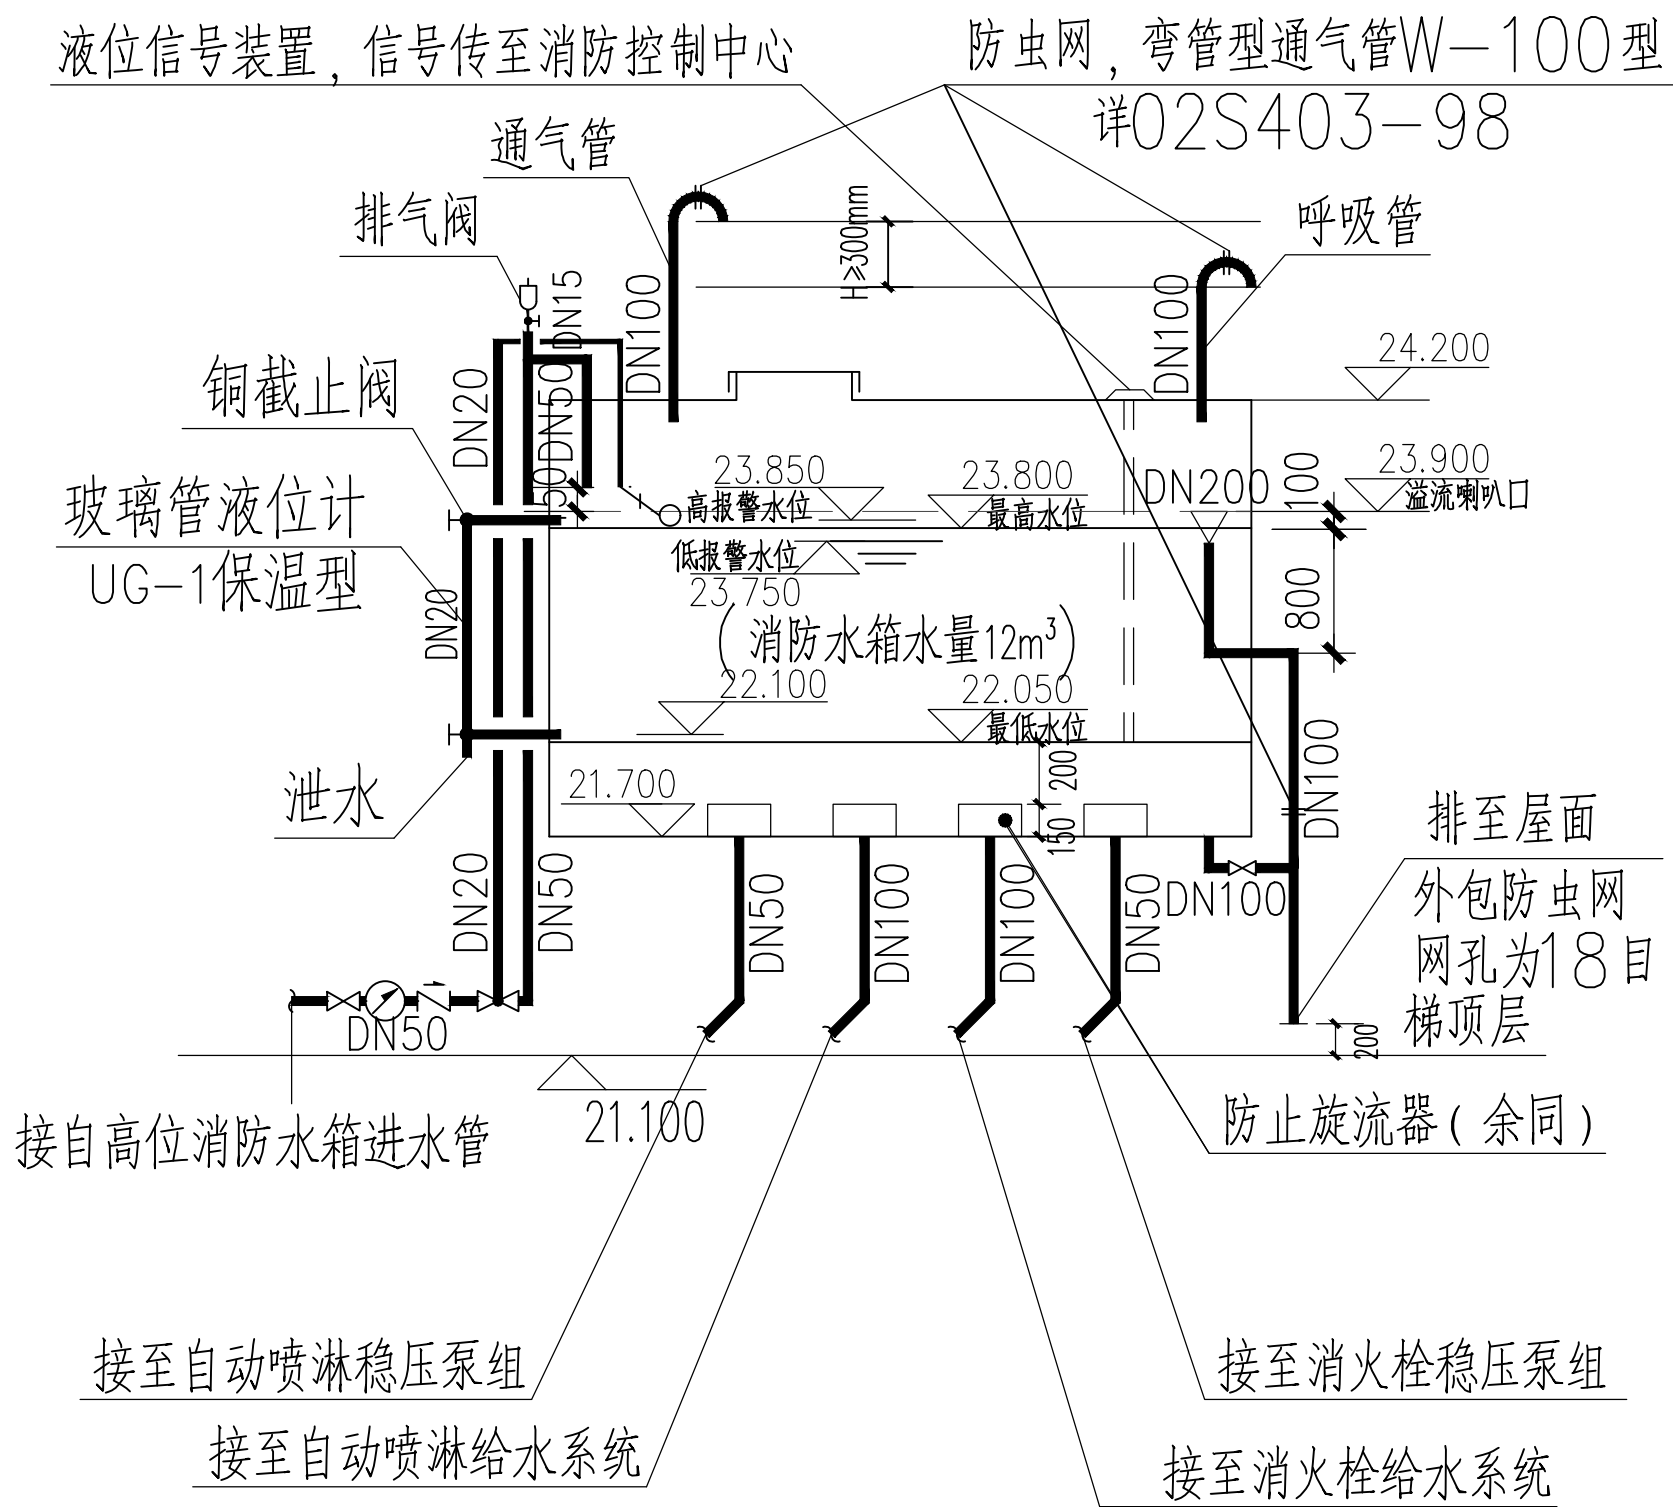 液位信号装置，信号传至消防控制中心
防虫网，弯管型通气管W-100型
详02S403-98
通气管
排气阀
呼吸管
H≥300mm
DN15
DN100
DN100
24.200
铜截止阀
DN20
DN50
150
23.850
高报警水位
23.800
最高水位
DN200
100
23.900
溢流喇叭口
玻璃管液位计
UG-1保温型
低报警水位
23.750
DN20
800
(消防水箱水量12m³)
22.100
22.050
最低水位
200
DN100
泄水
21.700
150
排至屋面
外包防虫网
网孔为18目
梯顶层
DN20
DN50
DN50
DN100
DN100
DN50
DN100
DN50
200
21.100
接自高位消防水箱进水管
防止旋流器(余同)
接至自动喷淋稳压泵组
接至消火栓稳压泵组
接至自动喷淋给水系统
接至消火栓给水系统